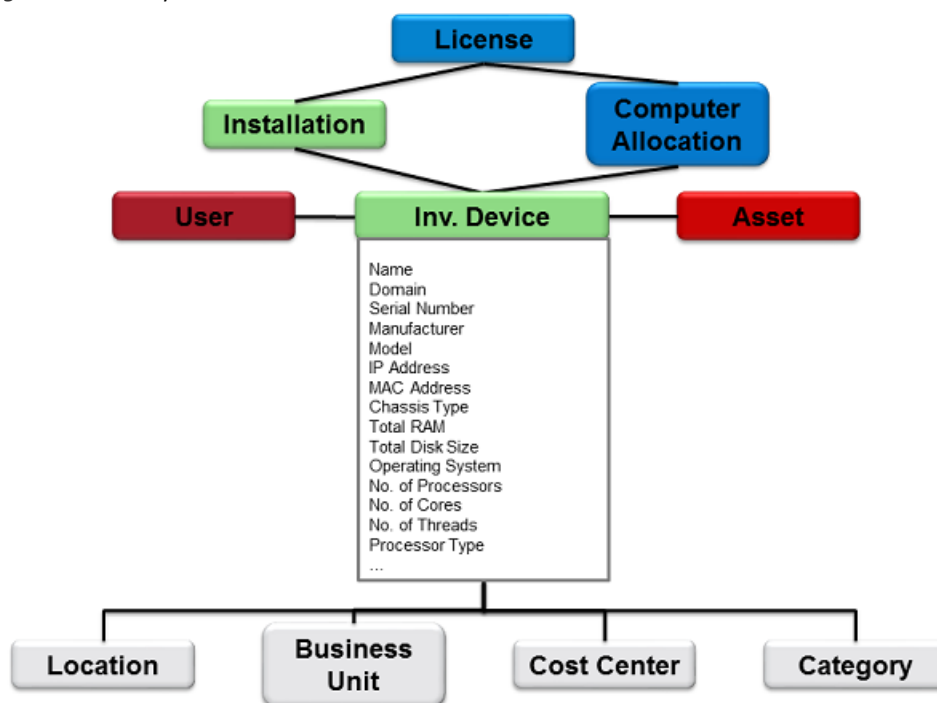 License
Installation
Computer
Allocation
User
Inv. Device
Asset
Name
Domain
Serial Number
Manufacturer
Model
IP Address
MAC Address
Chassis Type
Total RAM
Total Disk Size
Operating System
No. of Processors
No. of Cores
No. of Threads
Processor Type
...
Location
Business
Unit
Cost Center
Category